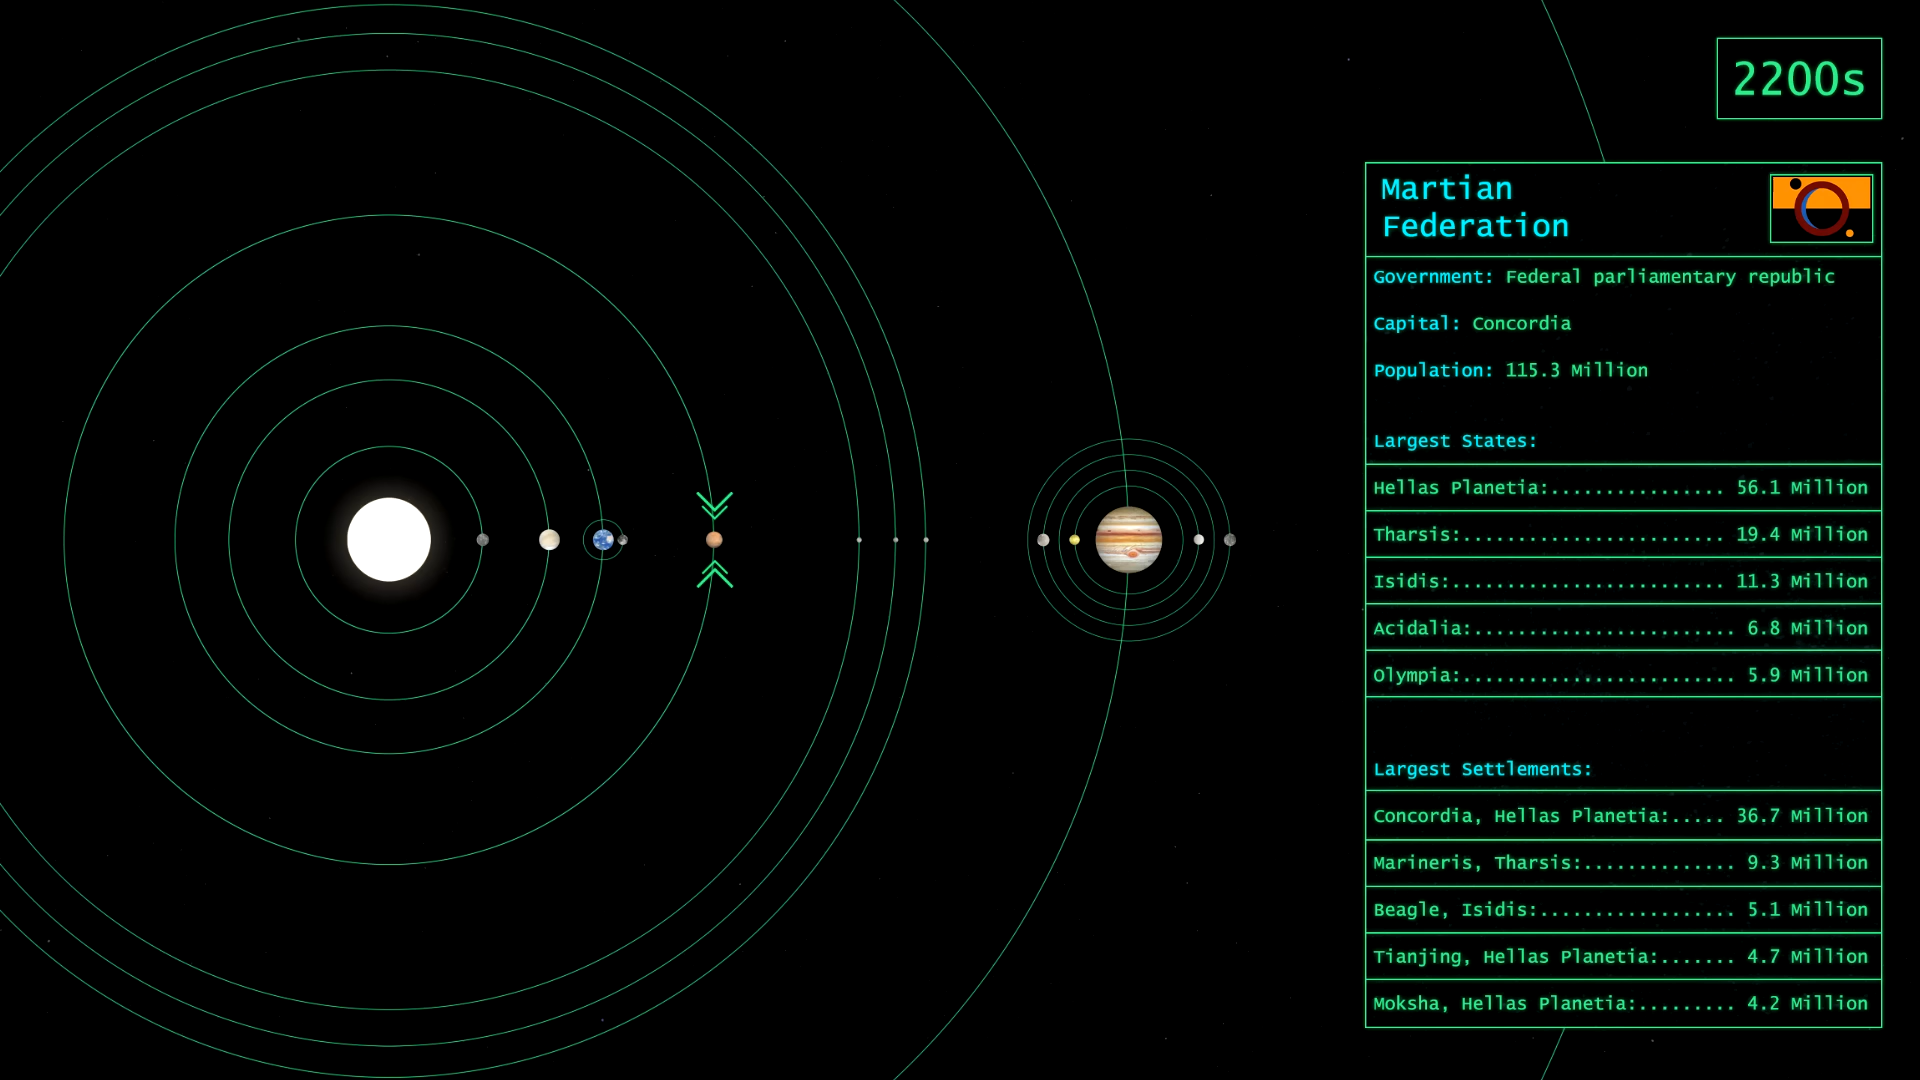 2200s
Martian
Federation
Government: Federal parliamentary republic
Capital: Concordia
Population: 115.3 Million
Largest States:
Hellas Planetia:................ 56.1 Million
Tharsis:........................ 19.4 Million
Isidis:......................... 11.3 Million
Acidalia:........................ 6.8 Million
Olympia:......................... 5.9 Million
Largest Settlements:
Concordia, Hellas Planetia:..... 36.7 Million
Marineris, Tharsis:.............. 9.3 Million
Beagle, Isidis:.................. 5.1 Million
Tianjing, Hellas Planetia:....... 4.7 Million
Moksha, Hellas Planetia:......... 4.2 Million